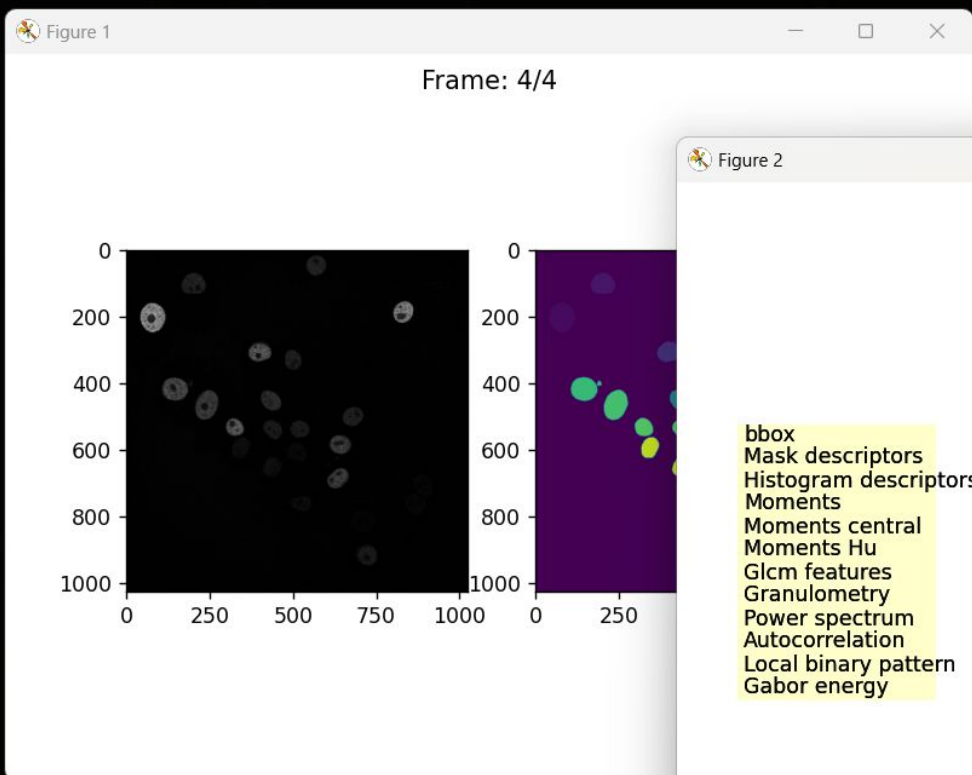 Figure 1
Frame: 4/4
Figure 2
0
200
400
600
800
1000
0
250
500
750
1000
0
200
400
600
800
1000
0
250
bbox
Mask descriptors
Histogram descriptors
Moments
Moments central
Moments Hu
Glcm features
Granulometry
Power spectrum
Autocorrelation
Local binary pattern
Gabor energy